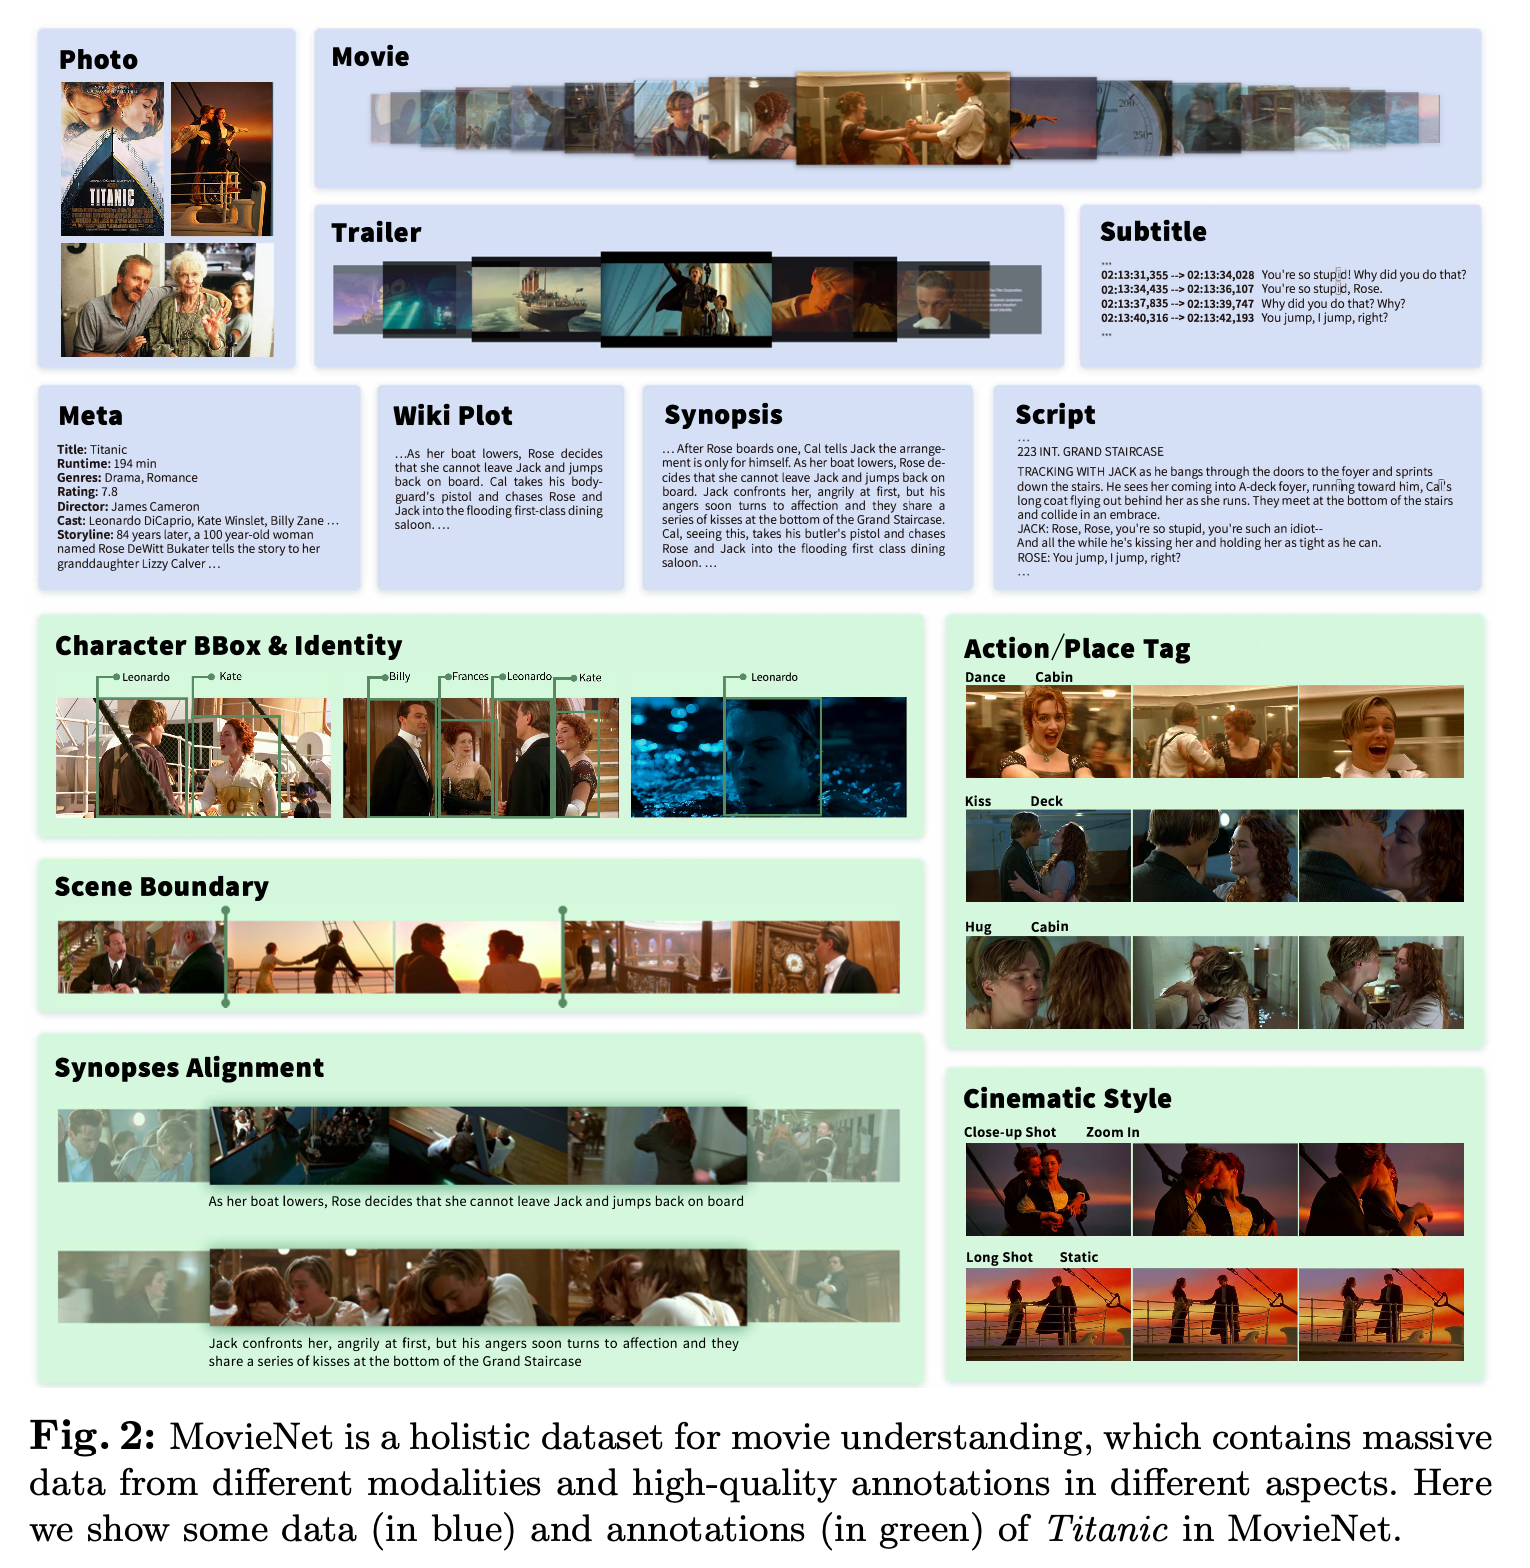 Photo
TITANIC
Movie
200
250
Trailer
Subtitle
...
02:13:31,355 --> 02:13:34,028 You're so stupid! Why did you do that?
02:13:34,435 --> 02:13:36,107 You're so stupid, Rose.
02:13:37,835 --> 02:13:39,747 Why did you do that? Why?
02:13:40,316 --> 02:13:42,193 You jump, I jump, right?
...
Meta
Title: Titanic
Runtime: 194 min
Genres: Drama, Romance
Rating: 7.8
Director: James Cameron
Cast: Leonardo DiCaprio, Kate Winslet, Billy Zane ...
Storyline: 84 years later, a 100 year-old woman
named Rose DeWitt Bukater tells the story to her
granddaughter Lizzy Calver ...
Wiki Plot
...As her boat lowers, Rose decides
that she cannot leave Jack and jumps
back on board. Cal takes his body-
guard's pistol and chases Rose and
Jack into the flooding first-class dining
saloon. ...
Synopsis
... After Rose boards one, Cal tells Jack the arrange-
ment is only for himself. As her boat lowers, Rose de-
cides that she cannot leave Jack and jumps back on
board. Jack confronts her, angrily at first, but his
angers soon turns to affection and they share a
series of kisses at the bottom of the Grand Staircase.
Cal, seeing this, takes his butler's pistol and chases
Rose and Jack into the flooding first class dining
saloon. ...
Script
...
223 INT. GRAND STAIRCASE
TRACKING WITH JACK as he bangs through the doors to the foyer and sprints
down the stairs. He sees her coming into A-deck foyer, running toward him, Cal's
long coat flying out behind her as she runs. They meet at the bottom of the stairs
and collide in an embrace.
JACK: Rose, Rose, you're so stupid, you're such an idiot--
And all the while he's kissing her and holding her as tight as he can.
ROSE: You jump, I jump, right?
...
Character BBox & Identity
Leonardo Kate
Billy Frances Leonardo Kate
Leonardo
Scene Boundary
Synopses Alignment
As her boat lowers, Rose decides that she cannot leave Jack and jumps back on board
Jack confronts her, angrily at first, but his angers soon turns to affection and they
share a series of kisses at the bottom of the Grand Staircase
Action/Place Tag
Dance Cabin
Kiss Deck
Hug Cabin
Cinematic Style
Close-up Shot Zoom In
Long Shot Static
Fig. 2: MovieNet is a holistic dataset for movie understanding, which contains massive
data from different modalities and high-quality annotations in different aspects. Here
we show some data (in blue) and annotations (in green) of Titanic in MovieNet.